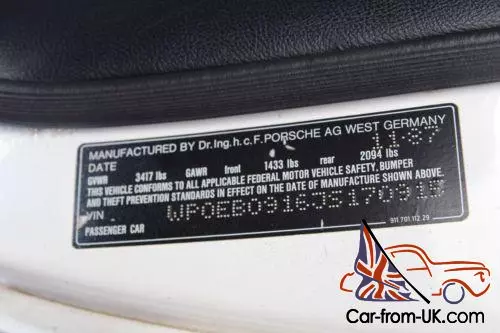 MANUFACTURED BY Dr.Ing.h.c.F.PORSCHE AG WEST GERMANY
DATE 11·87
GVWR 3417 lbs GAWR front 1433 lbs rear 2094 lbs
THIS VEHICLE CONFORMS TO ALL APPLICABLE FEDERAL MOTOR VEHICLE SAFETY, BUMPER
AND THEFT PREVENTION STANDARDS IN EFFECT ON THE DATE OF MANUFACTURE SHOWN ABOVE.
VIN
PASSENGER CAR
911.701.112 29
Car-from-UK.com